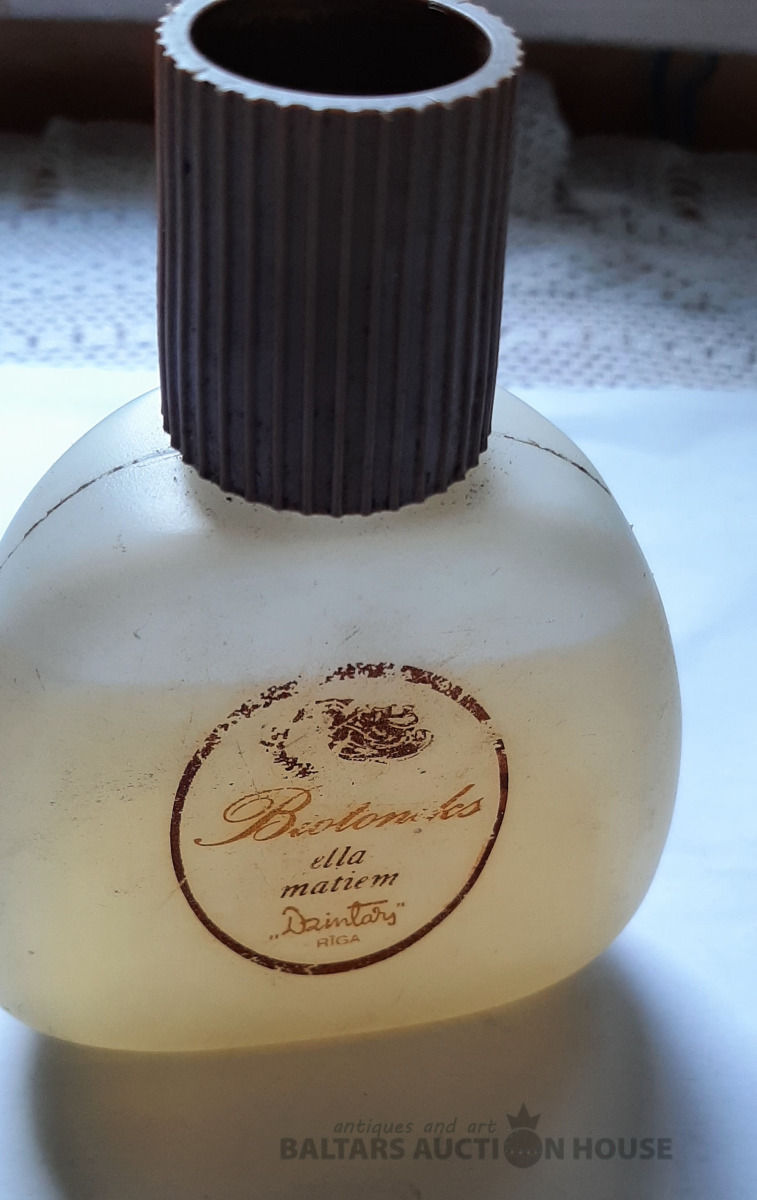 Biotoniks
ella
matiem
„Dzintars"
RĪGA
antiques and art
BALTARS AUCTION HOUSE